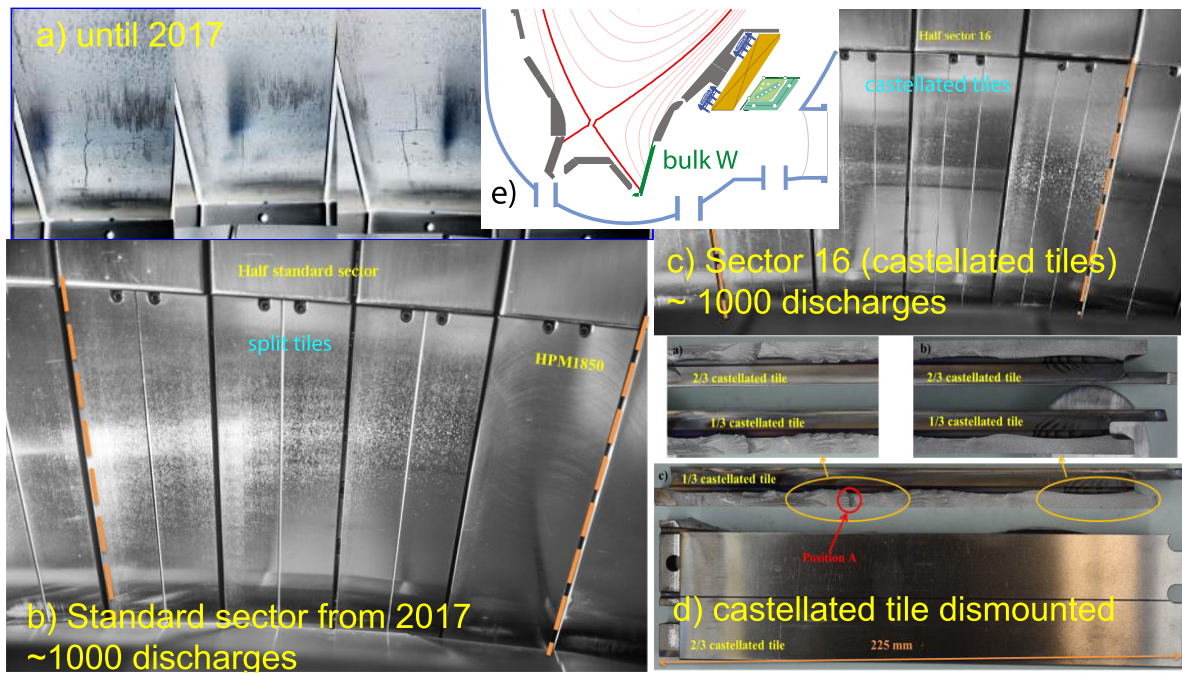 a) until 2017
e)
bulk W
Half sector 16
castellated tiles
c) Sector 16 (castellated tiles)
~ 1000 discharges
Half standard sector
split tiles
HPM1850
b) Standard sector from 2017
~1000 discharges
a)
2/3 castellated tile
1/3 castellated tile
b)
2/3 castellated tile
1/3 castellated tile
c)
1/3 castellated tile
Position A
d) castellated tile dismounted
2/3 castellated tile
225 mm